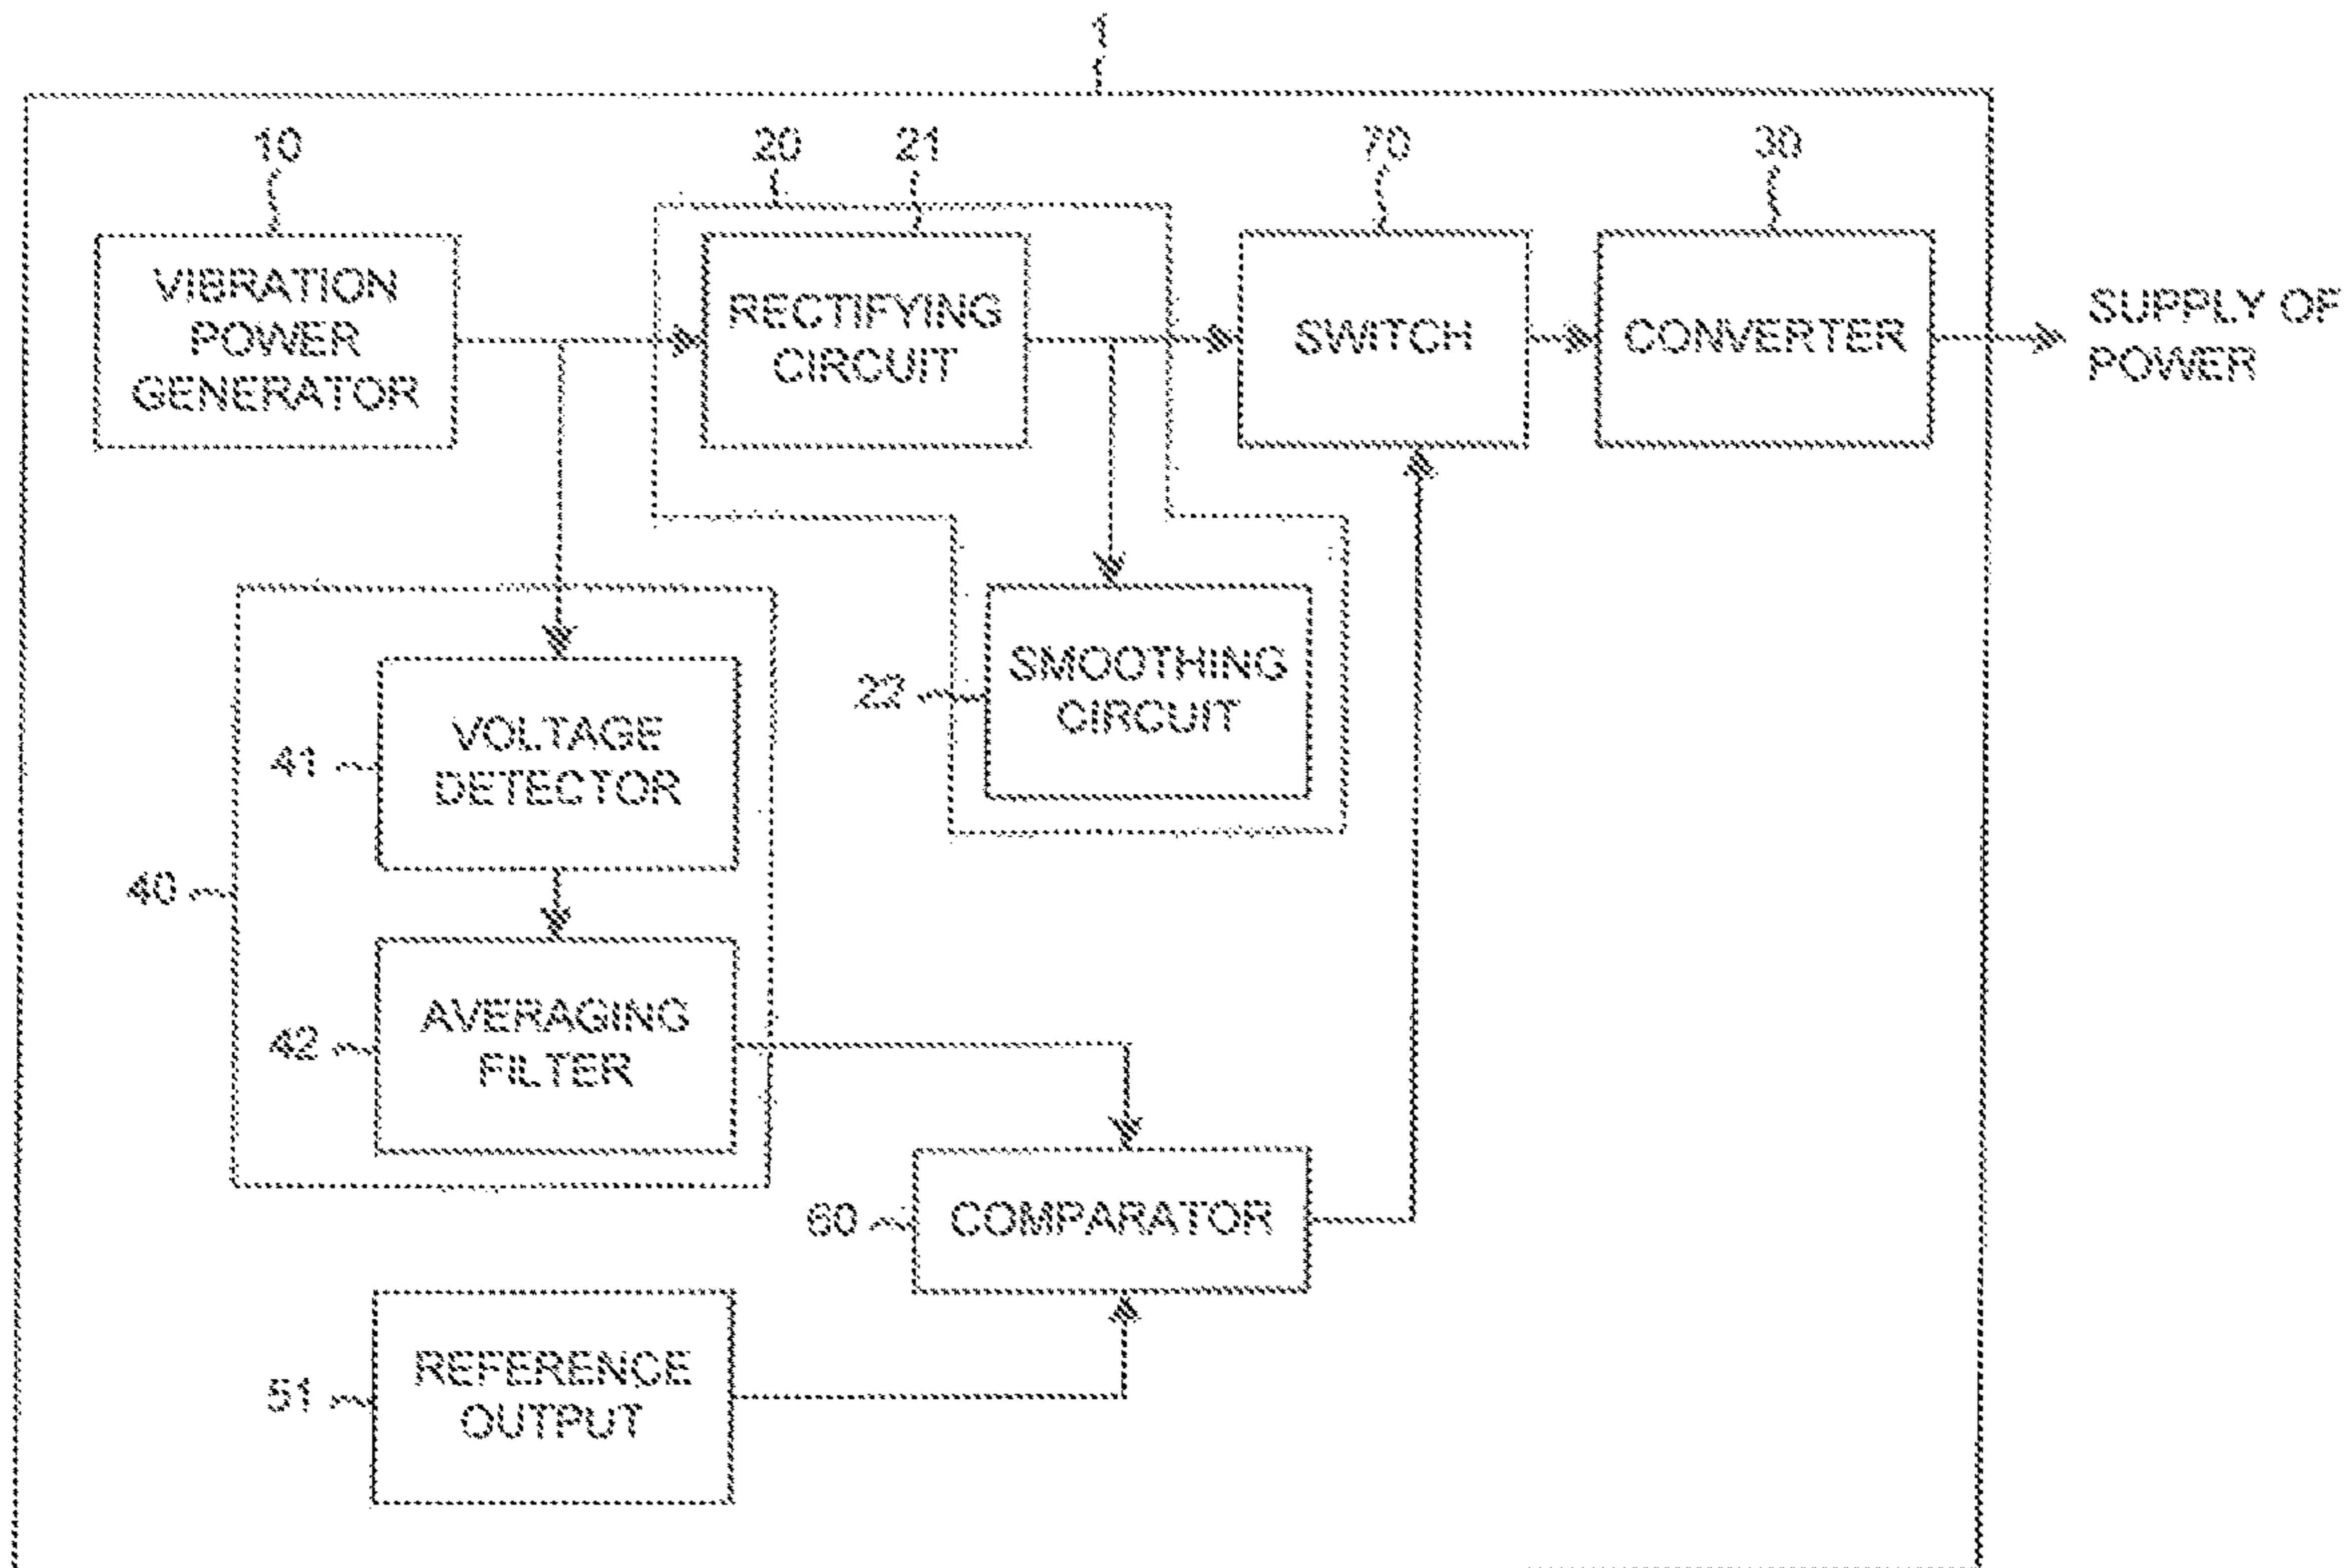 1
10
20
21
70
30
VIBRATION
POWER
GENERATOR
RECTIFYING
CIRCUIT
SWITCH
CONVERTER
SUPPLY OF
POWER
22
SMOOTHING
CIRCUIT
41
VOLTAGE
DETECTOR
40
42
AVERAGING
FILTER
60
COMPARATOR
51
REFERENCE
OUTPUT